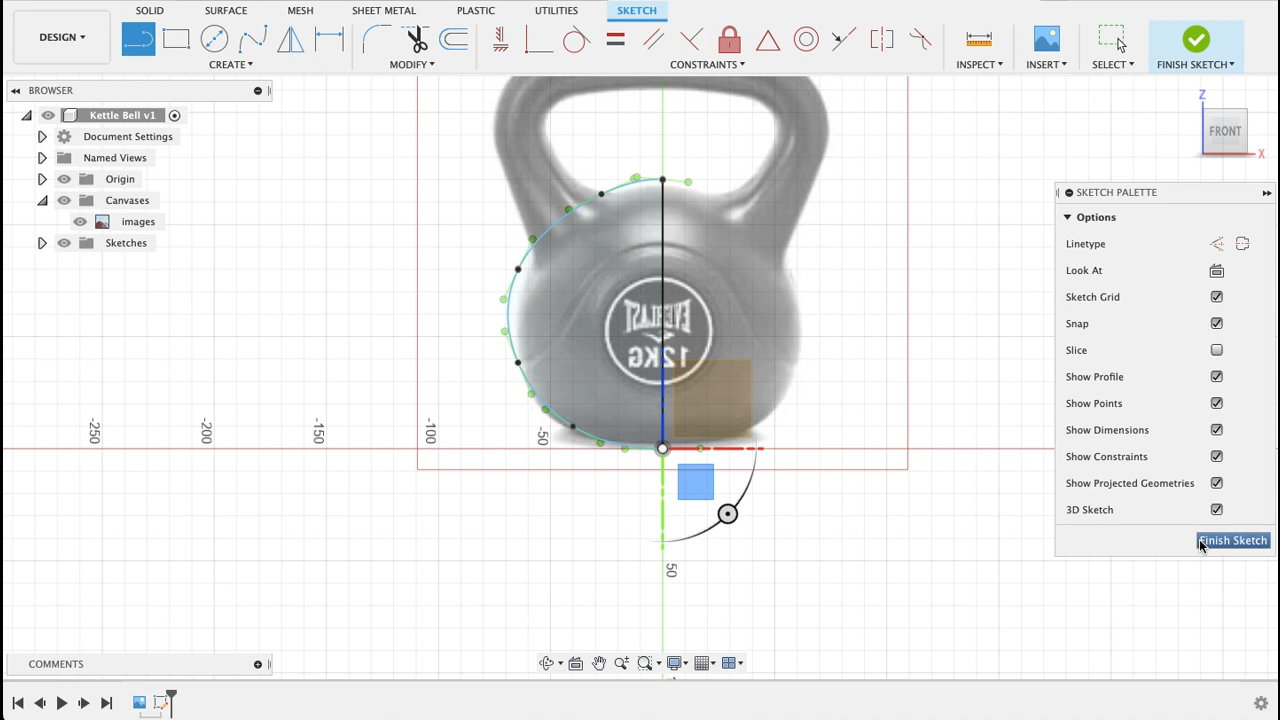 SOLID SURFACE MESH SHEET METAL PLASTIC UTILITIES SKETCH
DESIGN
CREATE MODIFY CONSTRAINTS INSPECT INSERT SELECT FINISH SKETCH
BROWSER
Kettle Bell v1
Document Settings
Named Views
Origin
Canvases
images
Sketches
Z
FRONT
X
SKETCH PALETTE
Options
Linetype
Look At
Sketch Grid
Snap
Slice
Show Profile
Show Points
Show Dimensions
Show Constraints
Show Projected Geometries
3D Sketch
Finish Sketch
EVERLAST
12KG
-250
-200
-150
-100
-50
50
COMMENTS